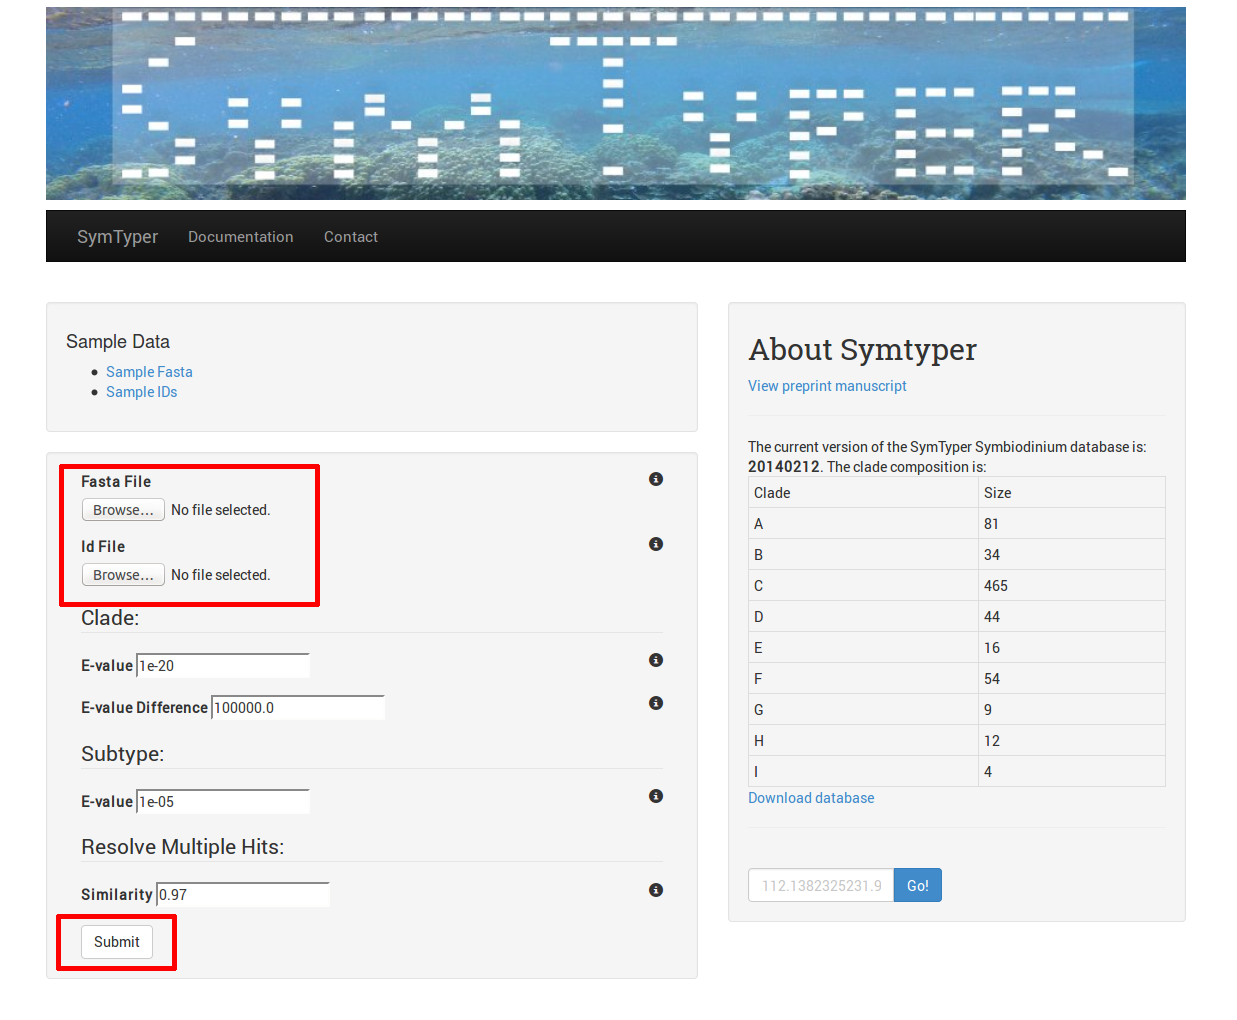 SYMTYPER
SymTyper Documentation Contact
Sample Data
Sample Fasta
Sample IDs
Fasta File
Browse... No file selected.
Id File
Browse... No file selected.
Clade:
E-value 1e-20
E-value Difference 100000.0
Subtype:
E-value 1e-05
Resolve Multiple Hits:
Similarity 0.97
Submit
About Symtyper
View preprint manuscript
The current version of the SymTyper Symbiodinium database is:
20140212. The clade composition is:
Clade Size
A 81
B 34
C 465
D 44
E 16
F 54
G 9
H 12
I 4
Download database
112.1382325231.9 Go!